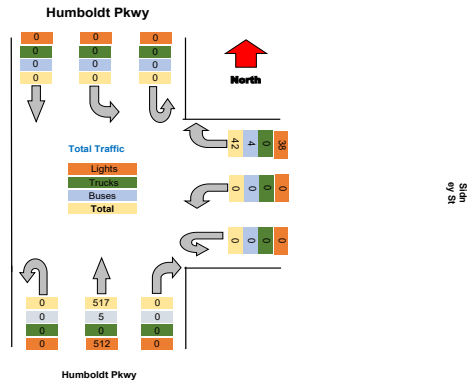 Humboldt Pkwy
0 0 0
0 0 0
0 0 0
0 0 0
North
Total Traffic
Lights
Trucks
Buses
Total
42 4 0 38
0 0 0 0
0 0 0 0
Sidn
ey St
0 517 0
0 5 0
0 0 0
0 512 0
Humboldt Pkwy